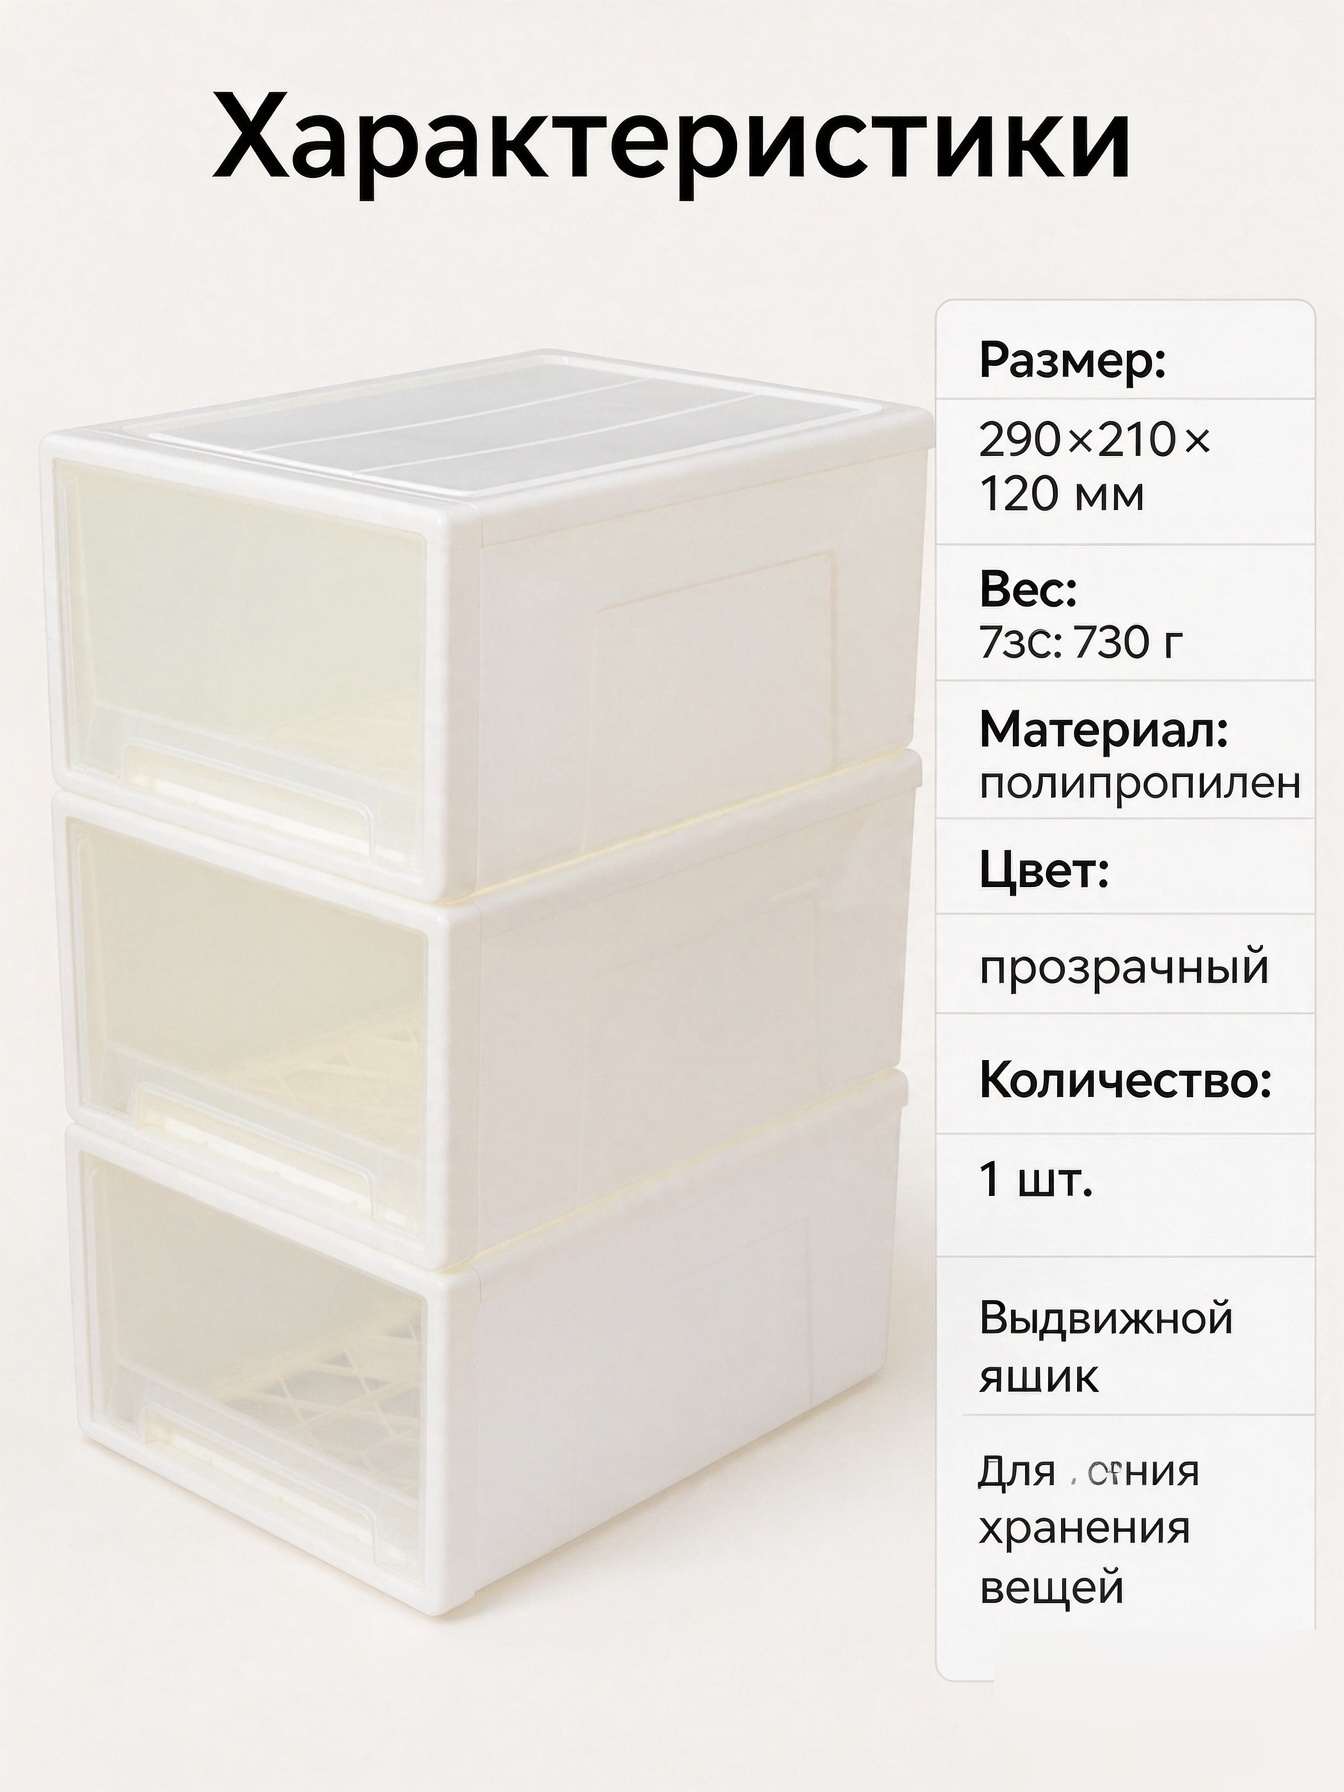 Характеристики
Размер:
290×210×
120 мм
Вес:
7зс: 730 г
Материал:
полипропилен
Цвет:
прозрачный
Количество:
1 шт.
Выдвижной
яшик
Для
хранения
вещей